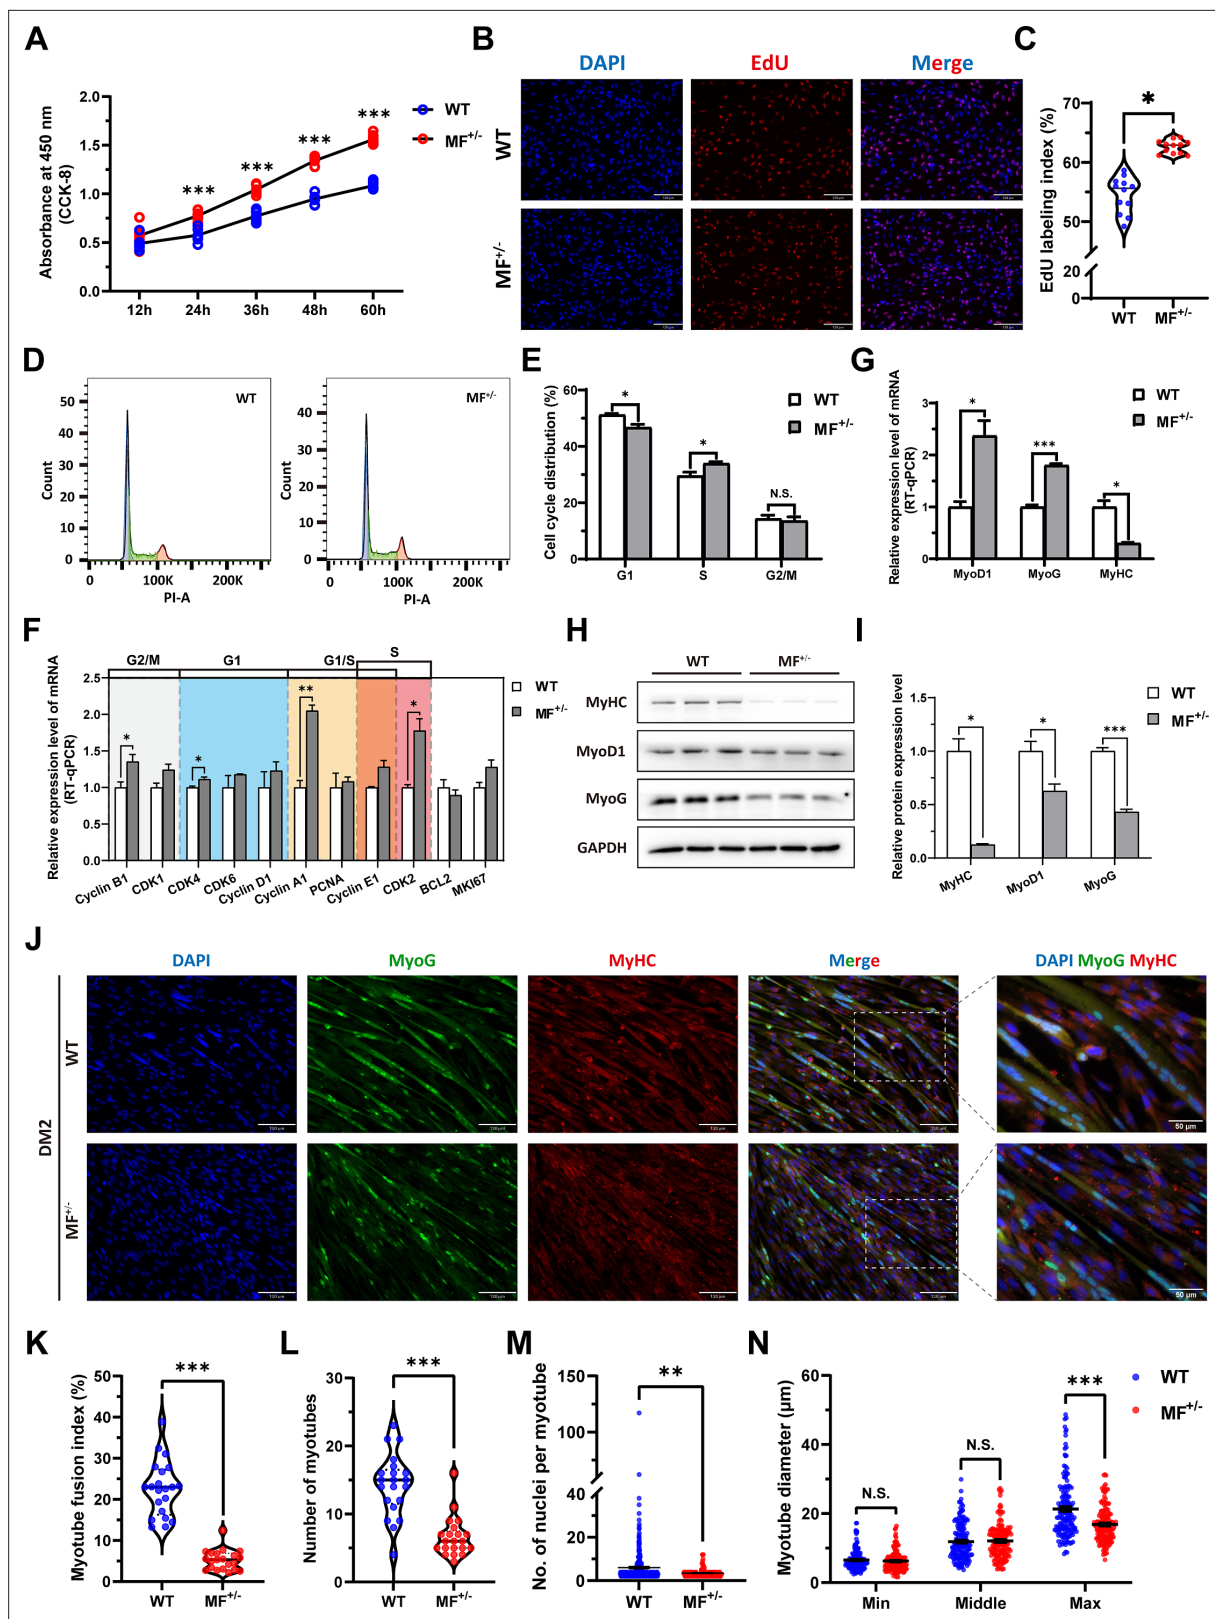 A
Absorbance at 450 nm
(CCK-8)
2.0
1.5
1.0
0.5
0.0
12h 24h 36h 48h 60h
*** *** *** ***
WT
MF+/-
B
DAPI EdU Merge
WT
MF+/-
C
EdU labeling index (%)
70
60
50
20
0
*
WT MF+/-
D
Count
50
40
30
20
10
0
WT
0 100K 200K
PI-A
Count
40
30
20
10
0
MF+/-
0 100K 200K
PI-A
E
Cell cycle distribution (%)
60
40
20
0
* * N.S.
G1 S G2/M
WT
MF+/-
G
Relative expression level of mRNA
(RT-qPCR)
3
2
1
0
* *** *
MyoD1 MyoG MyHC
WT
MF+/-
F
Relative expression level of mRNA
(RT-qPCR)
G2/M G1 G1/S S
2.5
2.0
1.5
1.0
0.5
0.0
* * ** *
WT
MF+/-
Cyclin B1 CDK1 CDK4 CDK6 Cyclin D1 Cyclin A1 PCNA Cyclin E1 CDK2 BCL2 MKI67
H
WT MF+/-
MyHC
MyoD1
MyoG
GAPDH
I
Relative protein expression level
1.5
1.0
0.5
0.0
* * ***
MyHC MyoD1 MyoG
WT
MF+/-
J
DAPI MyoG MyHC Merge DAPI MyoG MyHC
DM2
WT
50 μm
MF+/-
50 μm
K
Myotube fusion index (%)
50
40
30
20
10
0
***
WT MF+/-
L
Number of myotubes
30
20
10
0
***
WT MF+/-
M
No. of nuclei per myotube
150
100
50
40
20
0
**
WT MF+/-
N
Myotube diameter (μm)
60
40
20
0
N.S. N.S. ***
Min Middle Max
WT
MF+/-